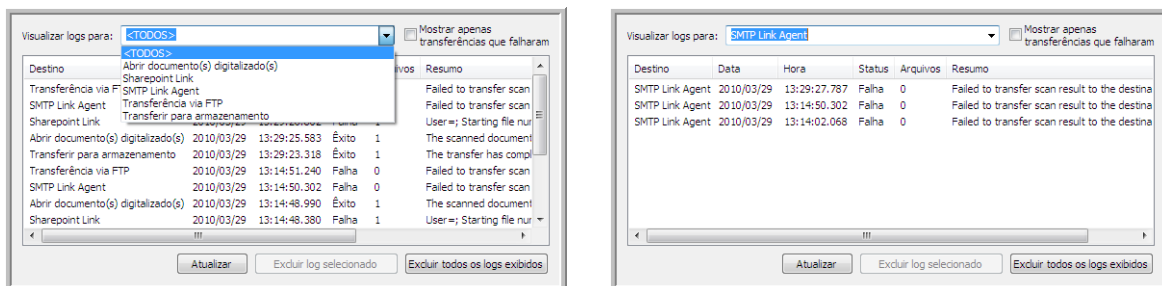 Visualizar logs para: <TODOS> Mostrar apenas transferências que falharam
<TODOS>
Abrir documento(s) digitalizado(s)
Sharepoint Link
SMTP Link Agent
Transferência via FTP
Transferir para armazenamento
Destino Resumo
Transferência via Failed to transfer scan
SMTP Link Agent Failed to transfer scan
Sharepoint Link User=; Starting file nur
Abrir documento(s) digitalizado(s) 2010/03/29 13:29:25.583 Êxito 1 The scanned document
Transferir para armazenamento 2010/03/29 13:29:23.318 Êxito 1 The transfer has compl
Transferência via FTP 2010/03/29 13:14:51.240 Falha 0 Failed to transfer scan
SMTP Link Agent 2010/03/29 13:14:50.302 Falha 0 Failed to transfer scan
Abrir documento(s) digitalizado(s) 2010/03/29 13:14:48.990 Êxito 1 The scanned document
Sharepoint Link 2010/03/29 13:14:48.380 Falha 1 User=; Starting file nur
Atualizar Excluir log selecionado Excluir todos os logs exibidos
Visualizar logs para: SMTP Link Agent Mostrar apenas transferências que falharam
Destino Data Hora Status Arquivos Resumo
SMTP Link Agent 2010/03/29 13:29:27.787 Falha 0 Failed to transfer scan result to the destina
SMTP Link Agent 2010/03/29 13:14:50.302 Falha 0 Failed to transfer scan result to the destina
SMTP Link Agent 2010/03/29 13:14:02.068 Falha 0 Failed to transfer scan result to the destina
Atualizar Excluir log selecionado Excluir todos os logs exibidos